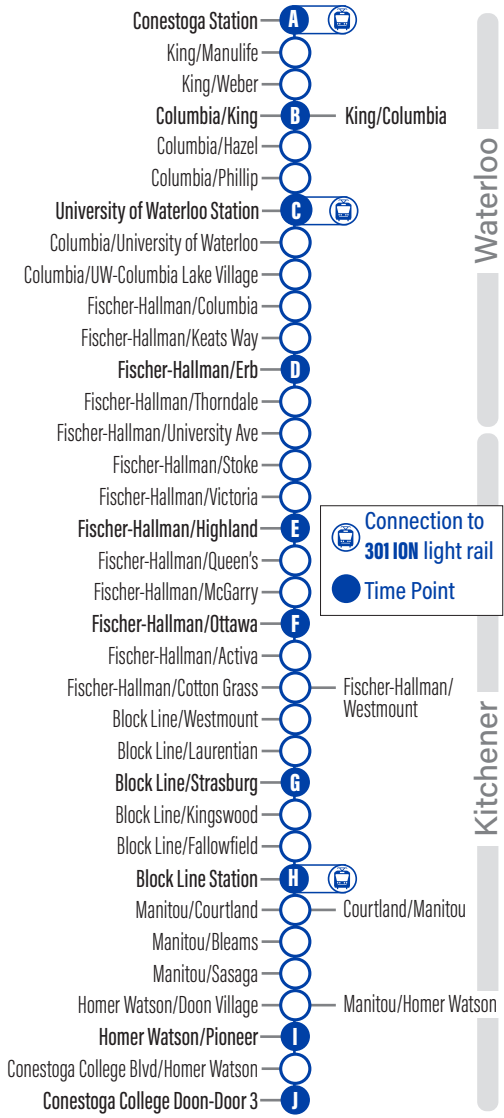 Conestoga Station A
King/Manulife
King/Weber
Columbia/King B King/Columbia
Columbia/Hazel
Columbia/Phillip
University of Waterloo Station C
Columbia/University of Waterloo
Columbia/UW-Columbia Lake Village
Fischer-Hallman/Columbia
Fischer-Hallman/Keats Way
Fischer-Hallman/Erb D
Fischer-Hallman/Thorndale
Fischer-Hallman/University Ave
Fischer-Hallman/Stoke
Fischer-Hallman/Victoria
Fischer-Hallman/Highland E
Fischer-Hallman/Queen's
Fischer-Hallman/McGarry
Fischer-Hallman/Ottawa F
Fischer-Hallman/Activa
Fischer-Hallman/Cotton Grass Fischer-Hallman/
Westmount
Block Line/Westmount
Block Line/Laurentian
Block Line/Strasburg G
Block Line/Kingswood
Block Line/Fallowfield
Block Line Station H
Manitou/Courtland Courtland/Manitou
Manitou/Bleams
Manitou/Sasaga
Homer Watson/Doon Village Manitou/Homer Watson
Homer Watson/Pioneer I
Conestoga College Blvd/Homer Watson
Conestoga College Doon-Door 3 J
Connection to
301 ION light rail
Time Point
Waterloo
Kitchener